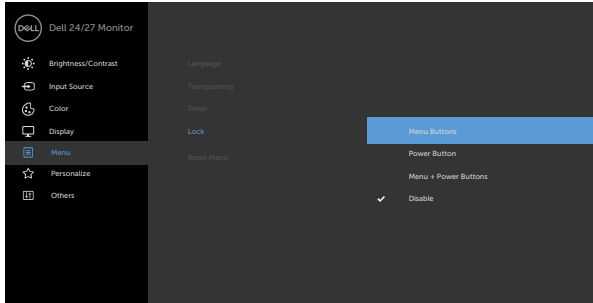 DELL Dell 24/27 Monitor
Brightness/Contrast
Input Source
Color
Display
Menu
Personalize
Others
Language
Transparency
Timer
Lock
Reset Menu
Menu Buttons
Power Button
Menu + Power Buttons
Disable